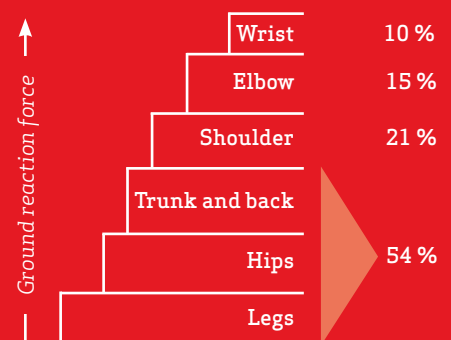 Wrist 10 %
Elbow 15 %
Shoulder 21 %
Trunk and back
Hips 54 %
Legs
Ground reaction force